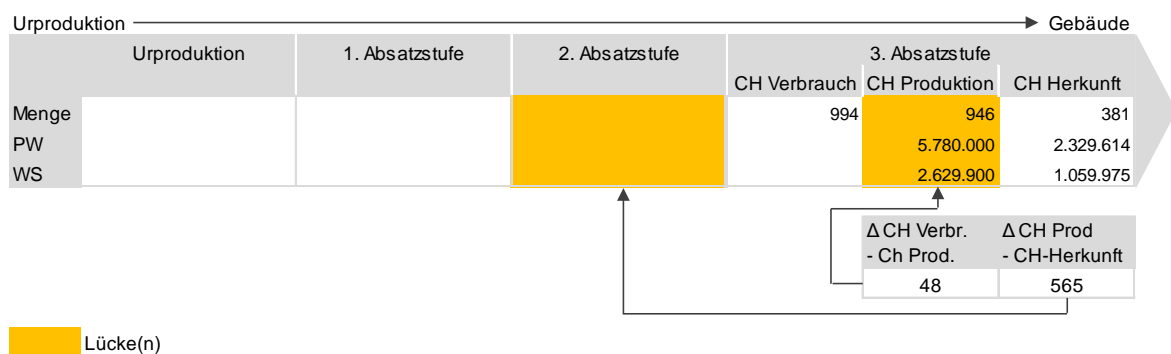 Urproduktion Gebäude
Urproduktion 1. Absatzstufe 2. Absatzstufe 3. Absatzstufe
CH Verbrauch CH Produktion CH Herkunft
Menge 994 946 381
PW 5.780.000 2.329.614
WS 2.629.900 1.059.975
Δ CH Verbr. Δ CH Prod
- Ch Prod. - CH-Herkunft
48 565
Lücke(n)